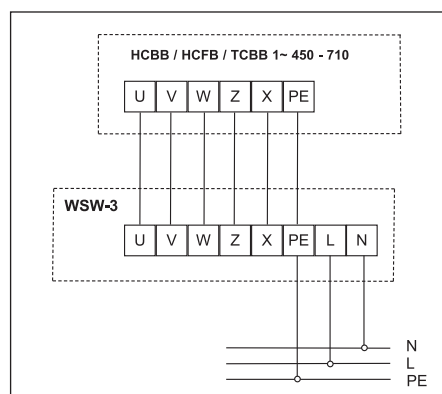 HCBB / HCFB / TCBB 1~ 450 - 710
U V W Z X PE
WSW-3
U V W Z X PE L N
N
L
PE